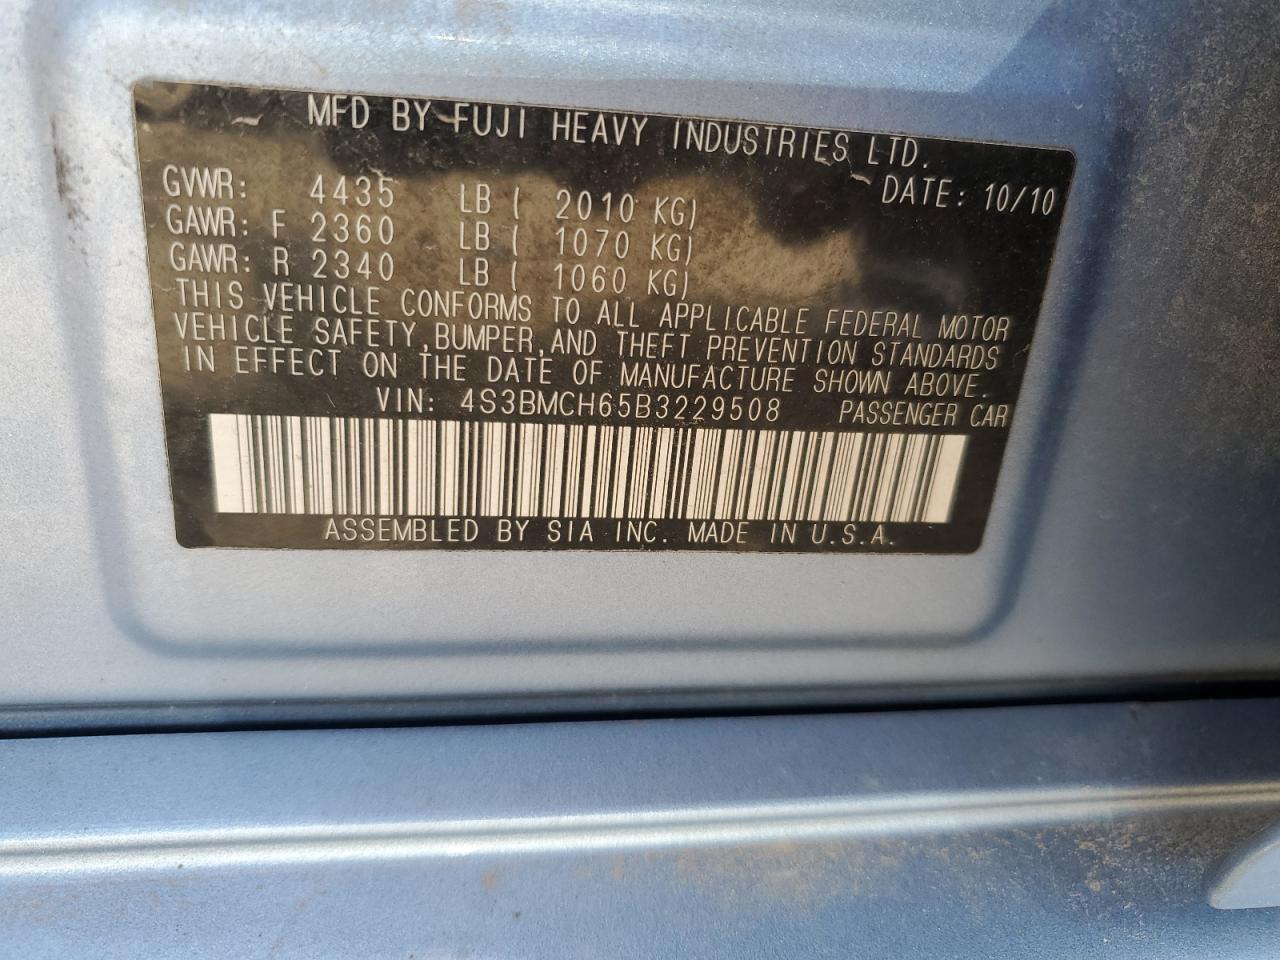 MFD BY FUJI HEAVY INDUSTRIES LTD.
DATE: 10/10
GVWR: 4435 LB ( 2010 KG)
GAWR: F 2360 LB ( 1070 KG)
GAWR: R 2340 LB ( 1060 KG)
THIS VEHICLE CONFORMS TO ALL APPLICABLE FEDERAL MOTOR
VEHICLE SAFETY, BUMPER, AND THEFT PREVENTION STANDARDS
IN EFFECT ON THE DATE OF MANUFACTURE SHOWN ABOVE.
VIN: 4S3BMCH65B3229508 PASSENGER CAR
ASSEMBLED BY SIA INC. MADE IN U.S.A.